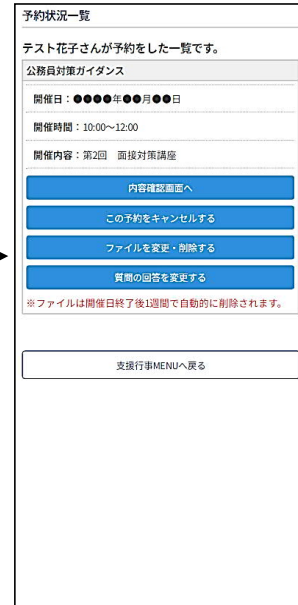 予約状況一覧
テスト花子さんが予約をした一覧です。
公務員対策ガイダンス
開催日：●●●●年●●月●●日
開催時間：10:00～12:00
開催内容：第2回　面接対策講座
内容確認画面へ
この予約をキャンセルする
ファイルを変更・削除する
質問の回答を変更する
※ファイルは開催日終了後1週間で自動的に削除されます。
支援行事MENUへ戻る